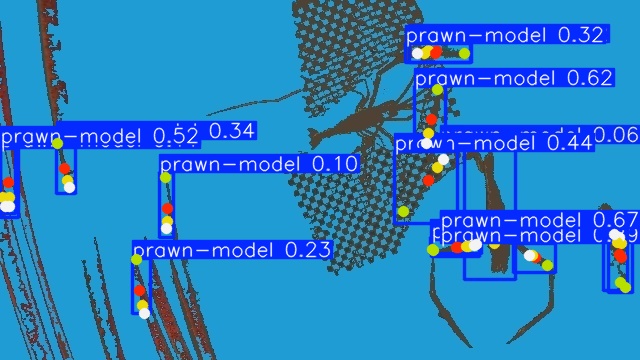 prawn-model 0.32
prawn-model 0.62
prawn-model 0.52
0.34
0.06
prawn-model 0.44
prawn-model 0.10
prawn-model 0.67
prawn-model
prawn-model 0.23